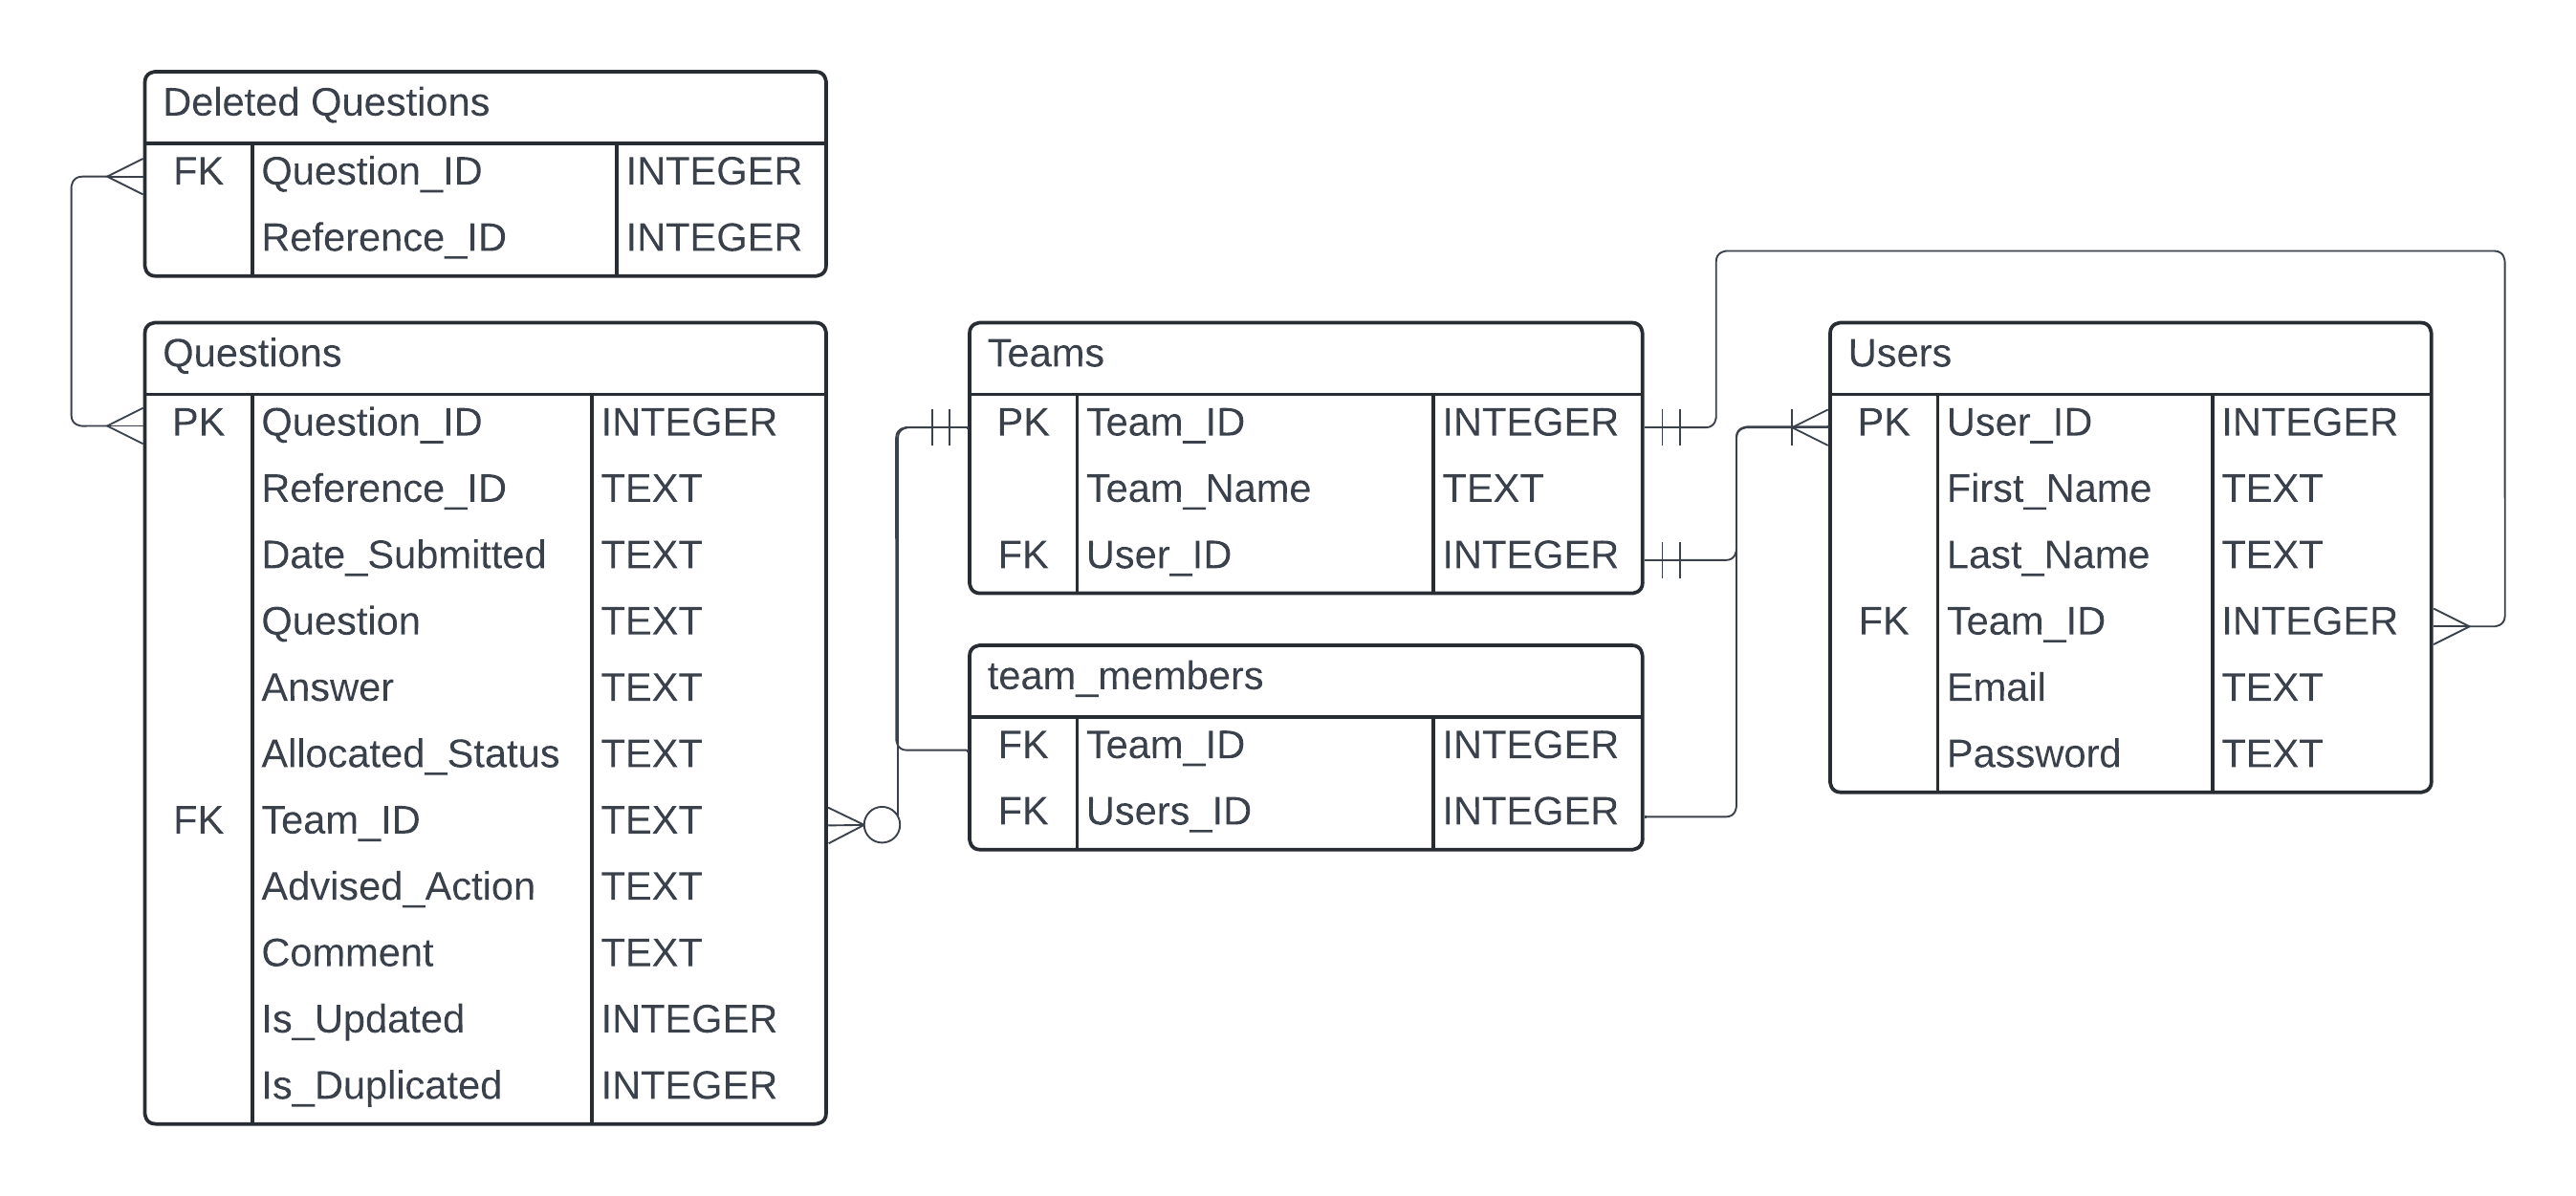 Deleted Questions
FK Question_ID INTEGER
Reference_ID INTEGER
Questions
PK Question_ID INTEGER
Reference_ID TEXT
Date_Submitted TEXT
Question TEXT
Answer TEXT
Allocated_Status TEXT
FK Team_ID TEXT
Advised_Action TEXT
Comment TEXT
Is_Updated INTEGER
Is_Duplicated INTEGER
Teams
PK Team_ID INTEGER
Team_Name TEXT
FK User_ID INTEGER
team_members
FK Team_ID INTEGER
FK Users_ID INTEGER
Users
PK User_ID INTEGER
First_Name TEXT
Last_Name TEXT
FK Team_ID INTEGER
Email TEXT
Password TEXT